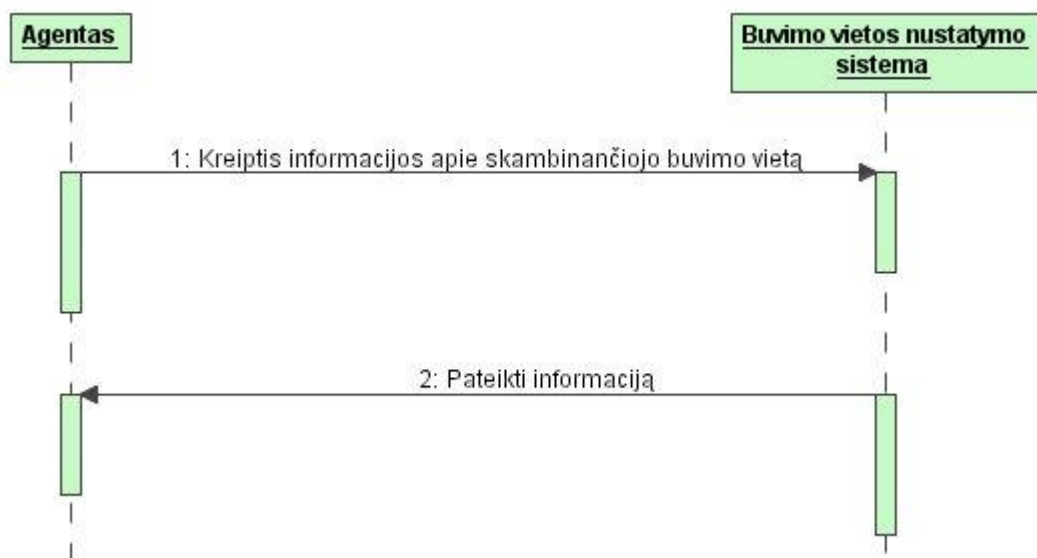 Agentas
Buvimo vietos nustatymo
sistema
1: Kreiptis informacijos apie skambinančiojo buvimo vietą
2: Pateikti informaciją